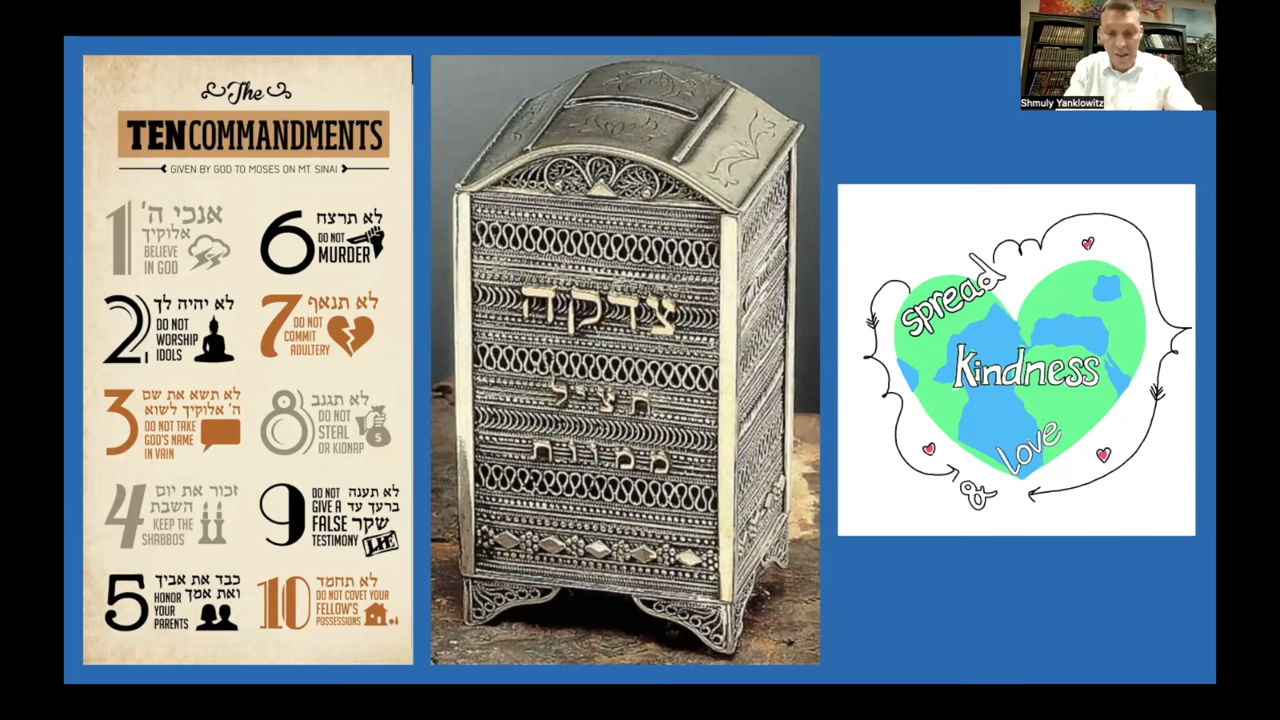 The
TEN COMMANDMENTS
GIVEN BY GOD TO MOSES ON MT. SINAI
1
אנכי ה'
אלוקיך
BELIEVE
IN GOD
2
לא יהיה לך
DO NOT
WORSHIP
IDOLS
3
לא תשא את שם
ה' אלוקיך לשוא
DO NOT TAKE
GOD'S NAME
IN VAIN
4
זכור את יום
השבת
KEEP THE
SHABBOS
5
כבד את אביך
ואת אמך
HONOR
YOUR
PARENTS
6
לא תרצח
DO NOT
MURDER
7
לא תנאף
DO NOT
COMMIT
ADULTERY
8
לא תגנב
DO NOT
STEAL
OR KIDNAP
9
לא תענה
ברעך עד
שקר
DO NOT
GIVE A
FALSE
TESTIMONY
LIE
10
לא תחמד
DO NOT COVET YOUR
FELLOW'S
POSSESSIONS
צדקה
תציל
ממות
spread
Kindness
&
love
Shmuly Yanklowitz